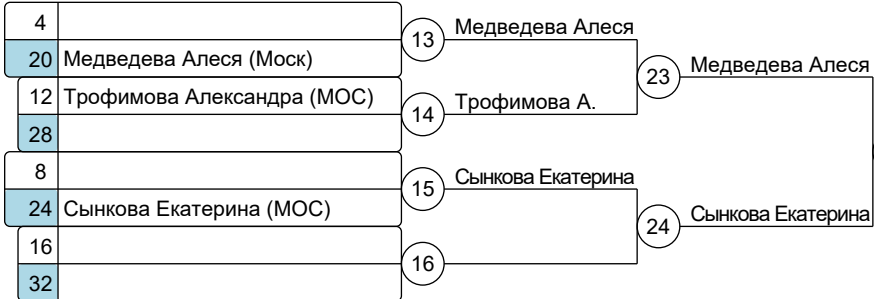 4
20 Медведева Алеся (Моск)
12 Трофимова Александра (МОС)
28
8
24 Сынкова Екатерина (МОС)
16
32
13 Медведева Алеся
14 Трофимова А.
15 Сынкова Екатерина
16
23 Медведева Алеся
24 Сынкова Екатерина